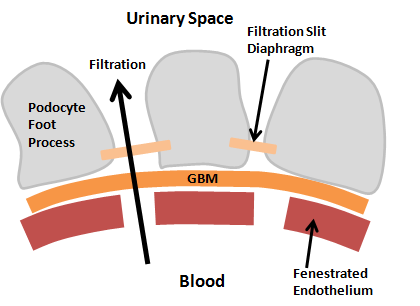 Urinary Space
Filtration Slit
Diaphragm
Filtration
Podocyte
Foot
Process
GBM
Blood
Fenestrated
Endothelium